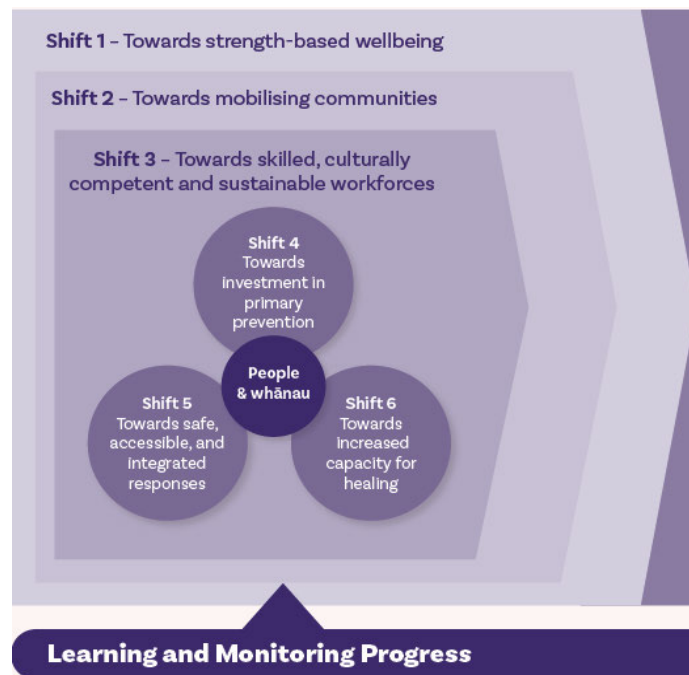 Shift 1 – Towards strength-based wellbeing
Shift 2 – Towards mobilising communities
Shift 3 – Towards skilled, culturally
competent and sustainable workforces
Shift 4
Towards
investment in
primary
prevention
People
& whānau
Shift 5
Towards safe,
accessible, and
integrated
responses
Shift 6
Towards
increased
capacity for
healing
Learning and Monitoring Progress